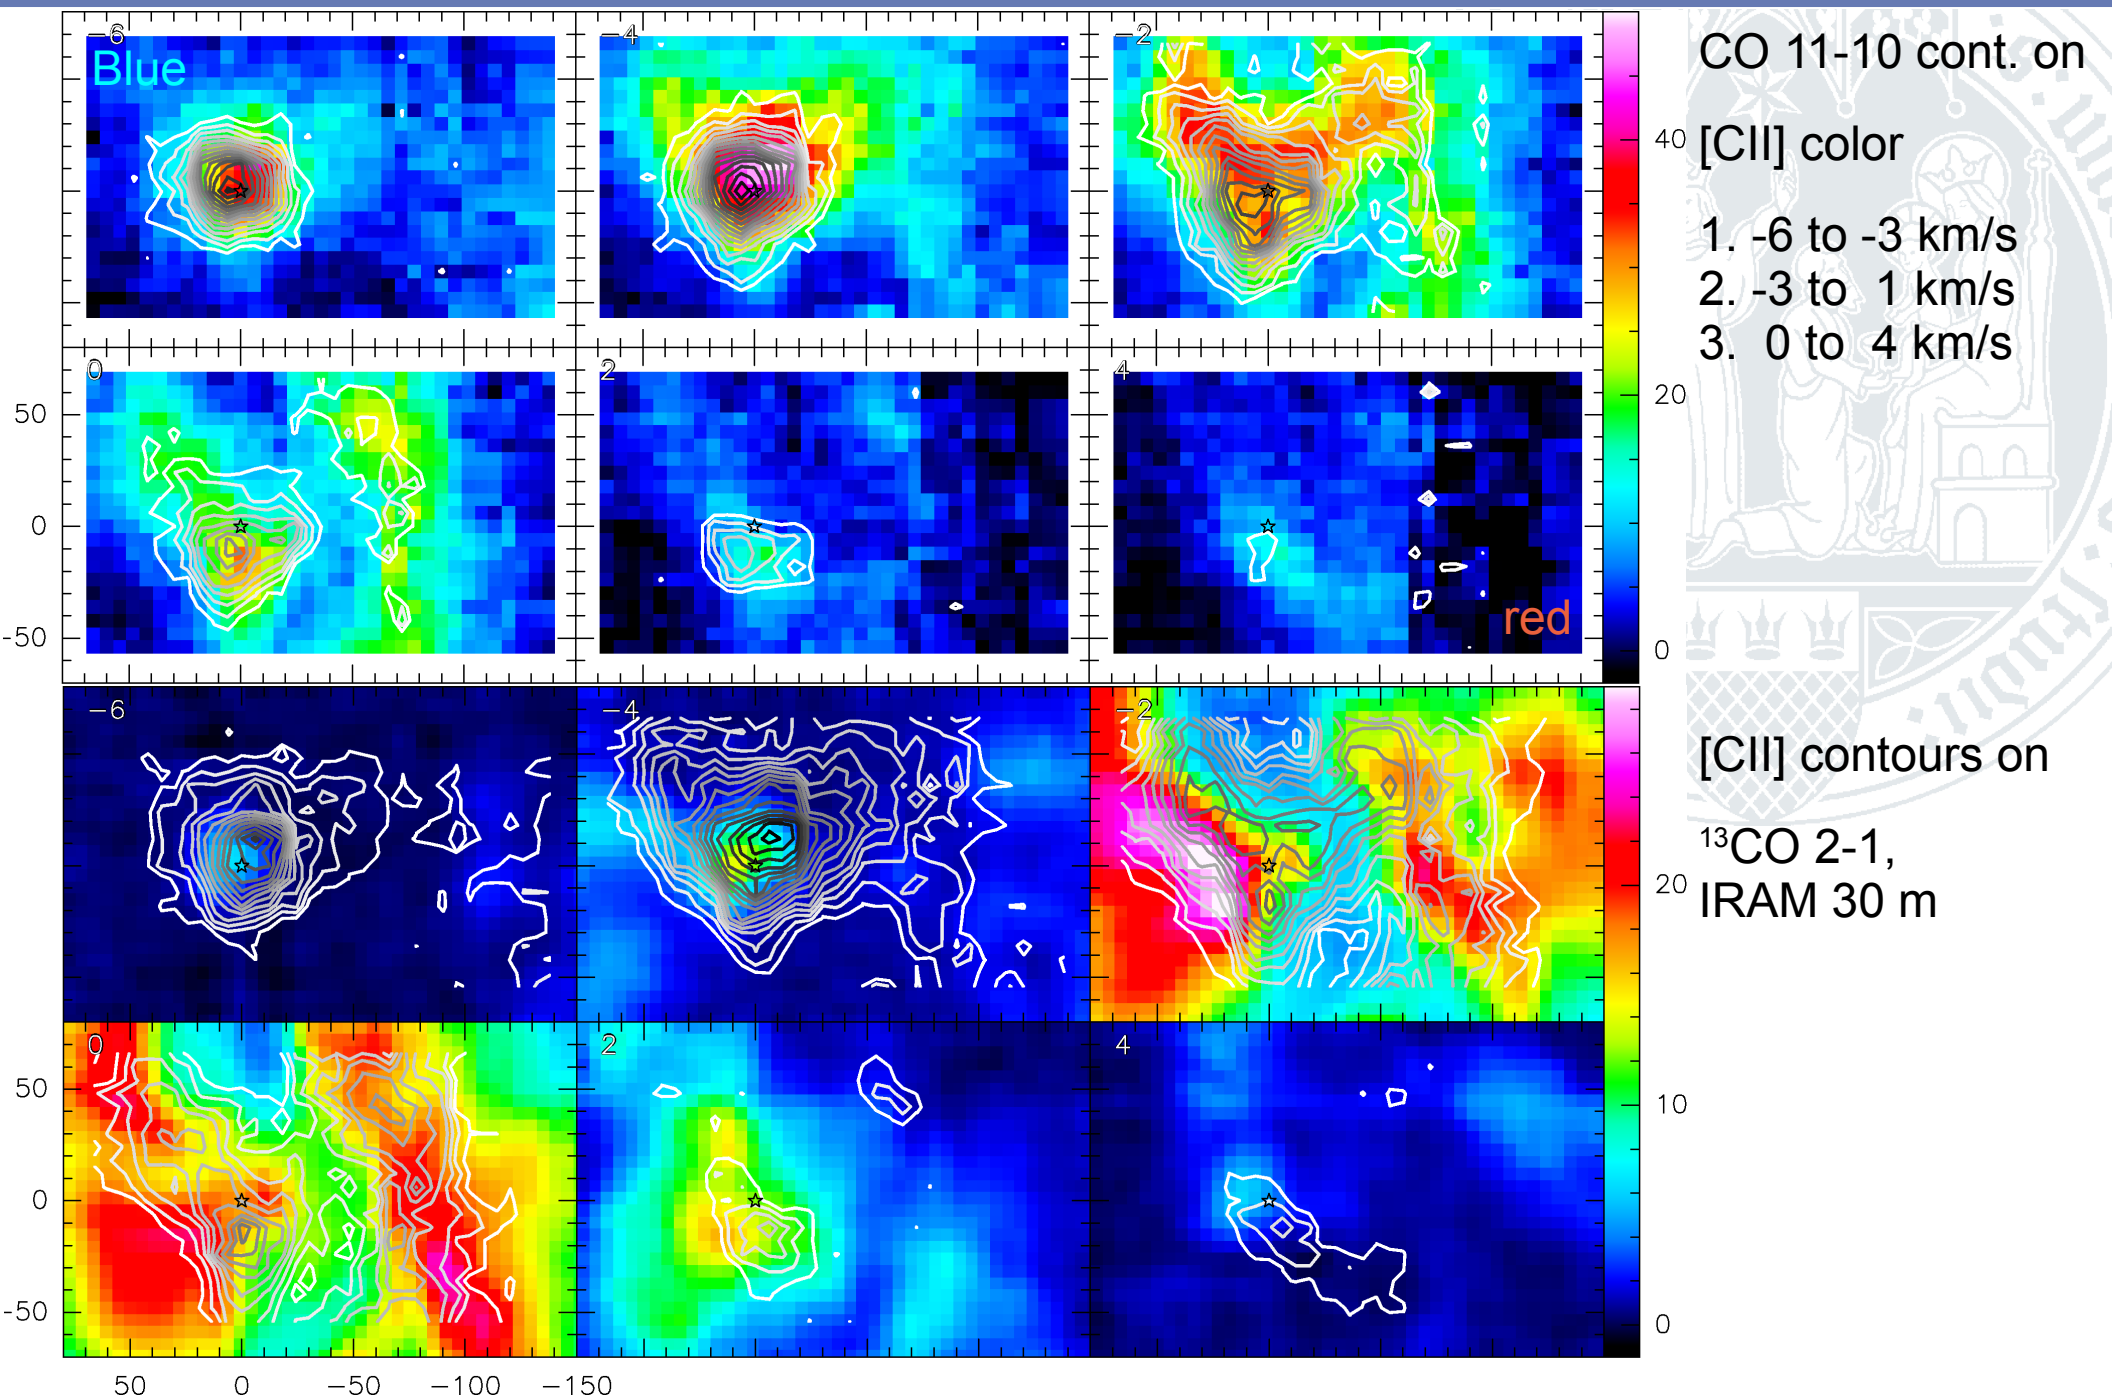 -6
Blue
-4
-2
CO 11-10 cont. on
40
[CII] color
1. -6 to -3 km/s
2. -3 to 1 km/s
3. 0 to 4 km/s
0
2
4
50
0
-50
20
0
red
-6
-4
-2
[CII] contours on
¹³CO 2-1,
IRAM 30 m
20
0
2
4
50
0
-50
10
0
50 0 -50 -100 -150